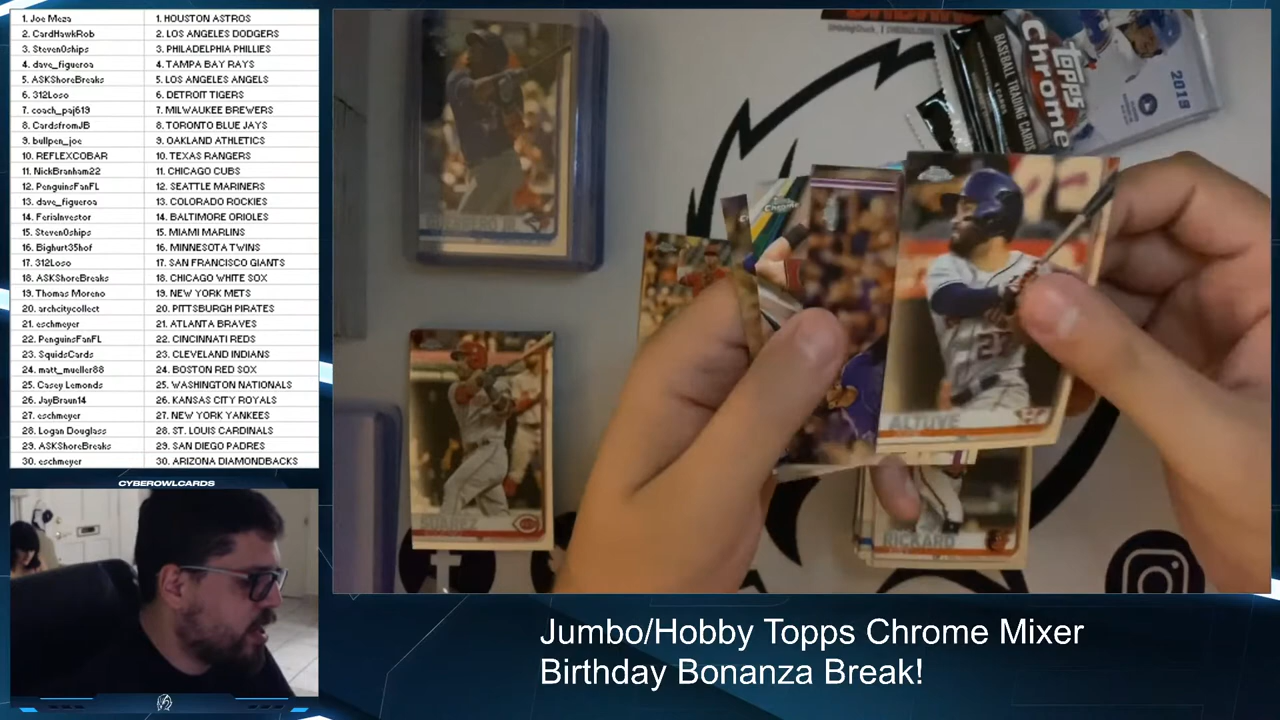 1. Joe Meza 1. HOUSTON ASTROS
2. CardHawkRob 2. LOS ANGELES DODGERS
3. Steven0ships 3. PHILADELPHIA PHILLIES
4. dave_figueroa 4. TAMPA BAY RAYS
5. ASKShoreBreaks 5. LOS ANGELES ANGELS
6. 312Loso 6. DETROIT TIGERS
7. coach_paj619 7. MILWAUKEE BREWERS
8. CardsfromJB 8. TORONTO BLUE JAYS
9. bullpen_joe 9. OAKLAND ATHLETICS
10. REFLEXCOBAR 10. TEXAS RANGERS
11. NickBranham22 11. CHICAGO CUBS
12. PenguinsFanFL 12. SEATTLE MARINERS
13. dave_figueroa 13. COLORADO ROCKIES
14. FerisInvestor 14. BALTIMORE ORIOLES
15. Steven0ships 15. MIAMI MARLINS
16. Bighurt35hof 16. MINNESOTA TWINS
17. 312Loso 17. SAN FRANCISCO GIANTS
18. ASKShoreBreaks 18. CHICAGO WHITE SOX
19. Thomas Moreno 19. NEW YORK METS
20. archcitycollect 20. PITTSBURGH PIRATES
21. eschmeyer 21. ATLANTA BRAVES
22. PenguinsFanFL 22. CINCINNATI REDS
23. SquidsCards 23. CLEVELAND INDIANS
24. matt_mueller88 24. BOSTON RED SOX
25. Casey Lemonds 25. WASHINGTON NATIONALS
26. JayBraun14 26. KANSAS CITY ROYALS
27. eschmeyer 27. NEW YORK YANKEES
28. Logan Douglass 28. ST. LOUIS CARDINALS
29. ASKShoreBreaks 29. SAN DIEGO PADRES
30. eschmeyer 30. ARIZONA DIAMONDBACKS
CYBEROWLCARDS
topps
Chrome
BASEBALL TRADING CARDS
2019
GUERRERO JR.
ALTUVE
SUAREZ
RICKARD
Jumbo/Hobby Topps Chrome Mixer
Birthday Bonanza Break!